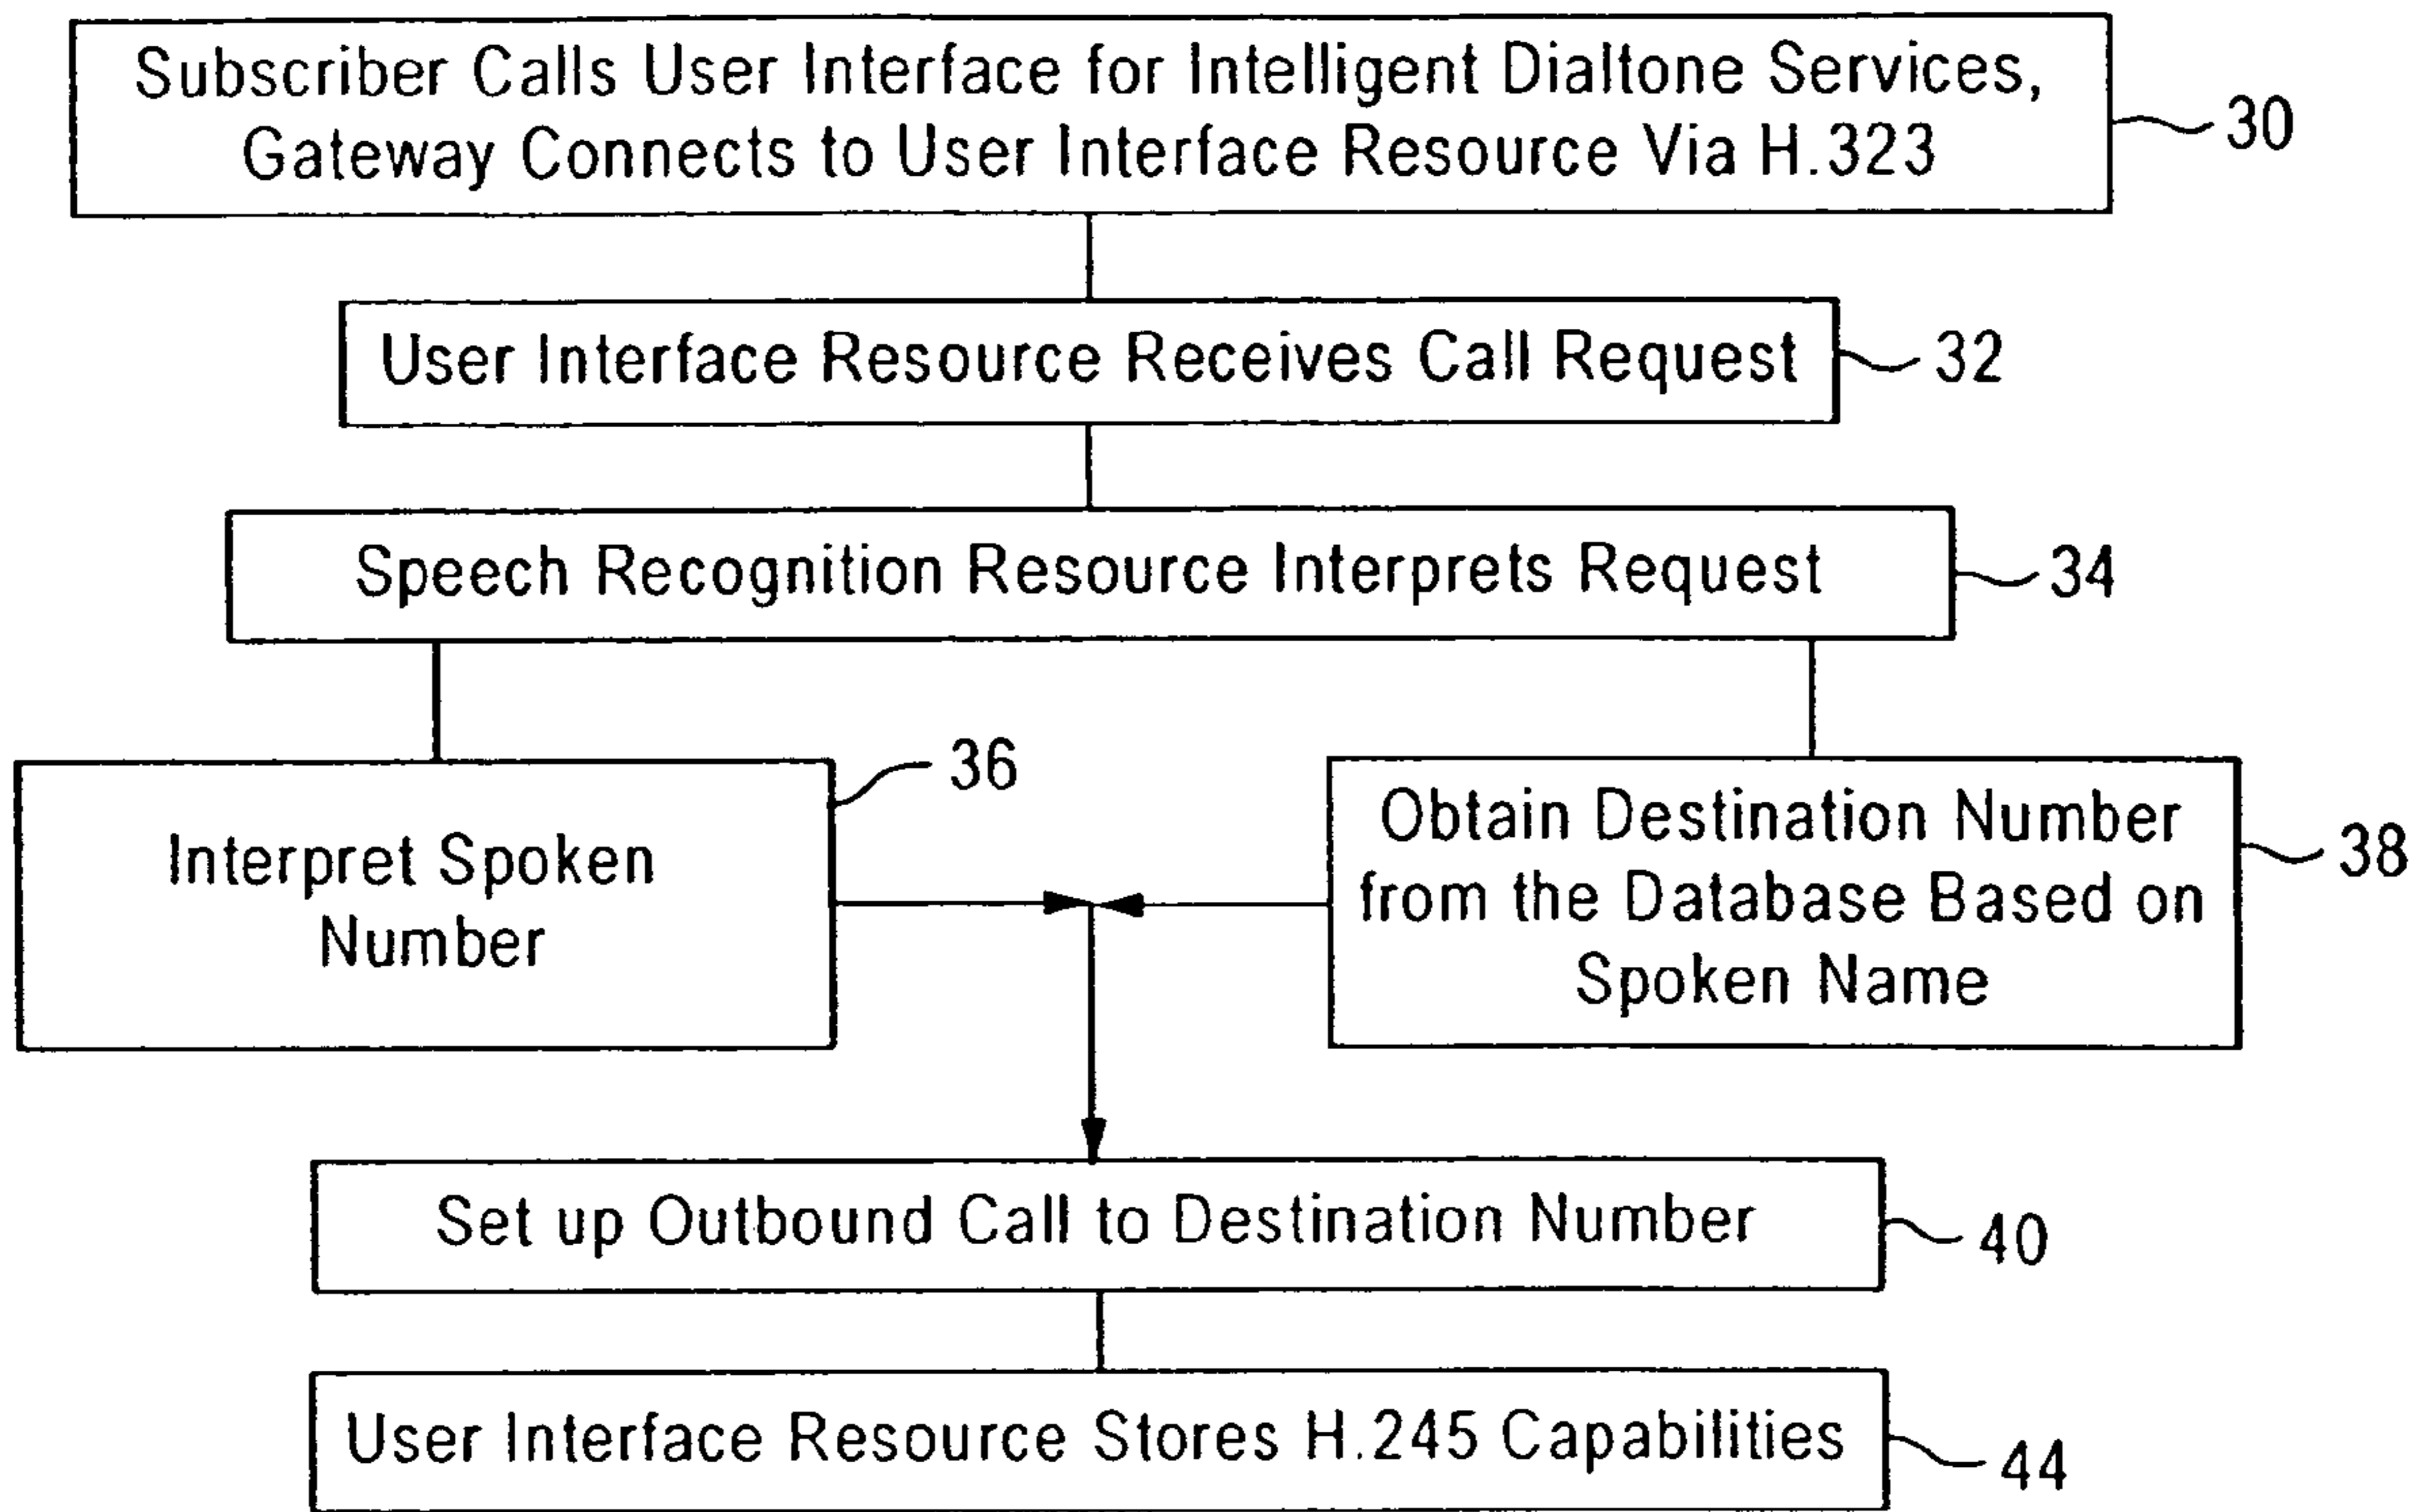 Subscriber Calls User Interface for Intelligent Dialtone Services,
Gateway Connects to User Interface Resource Via H.323
30
User Interface Resource Receives Call Request
32
Speech Recognition Resource Interprets Request
34
Interpret Spoken
Number
36
Obtain Destination Number
from the Database Based on
Spoken Name
38
Set up Outbound Call to Destination Number
40
User Interface Resource Stores H.245 Capabilities
44